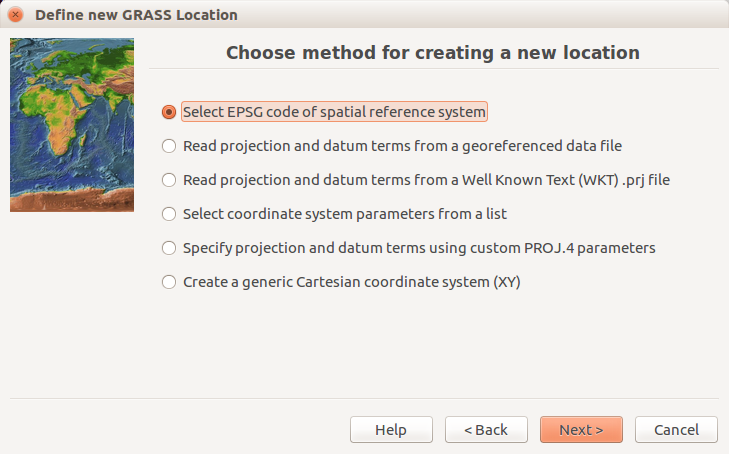 Define new GRASS Location
Choose method for creating a new location
Select EPSG code of spatial reference system
Read projection and datum terms from a georeferenced data file
Read projection and datum terms from a Well Known Text (WKT) .prj file
Select coordinate system parameters from a list
Specify projection and datum terms using custom PROJ.4 parameters
Create a generic Cartesian coordinate system (XY)
Help < Back Next > Cancel